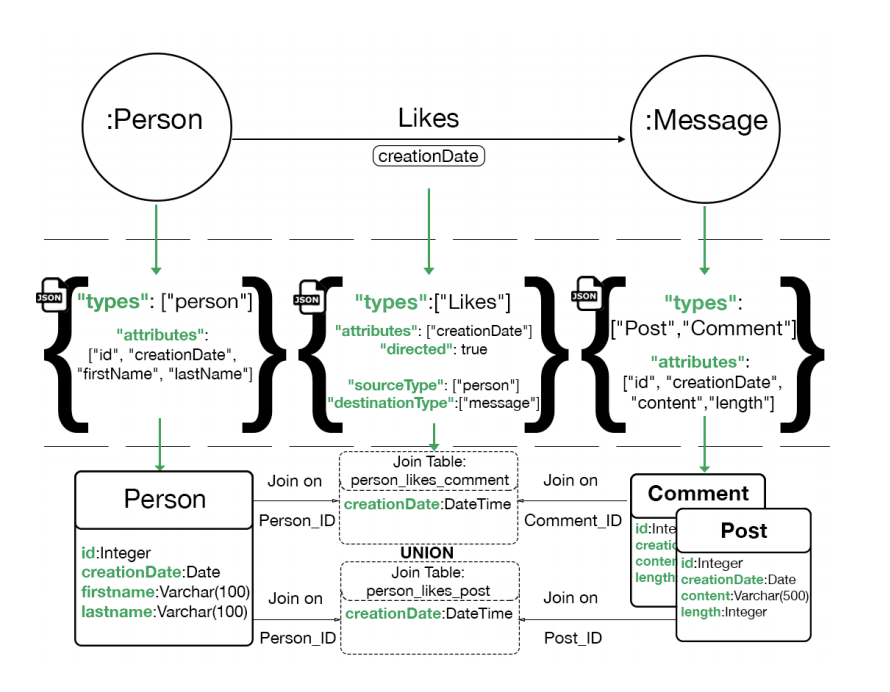 :Person
Likes
:Message
creationDate
JSON
"types": ["person"]
"attributes":
["id", "creationDate",
"firstName", "lastName"]
JSON
"types":["Likes"]
"attributes": ["creationDate"]
"directed": true
"sourceType": ["person"]
"destinationType":["message"]
JSON
"types":
["Post","Comment"]
"attributes":
["id", "creationDate",
"content","length"]
Person
id:Integer
creationDate:Date
firstname:Varchar(100)
lastname:Varchar(100)
Join on
Person_ID
Join Table:
person_likes_comment
creationDate:DateTime
Join on
Comment_ID
UNION
Join on
Person_ID
Join Table:
person_likes_post
creationDate:DateTime
Join on
Post_ID
Comment
id:Inte
creatio
conten
length
Post
id:Integer
creationDate:Date
content:Varchar(500)
length:Integer